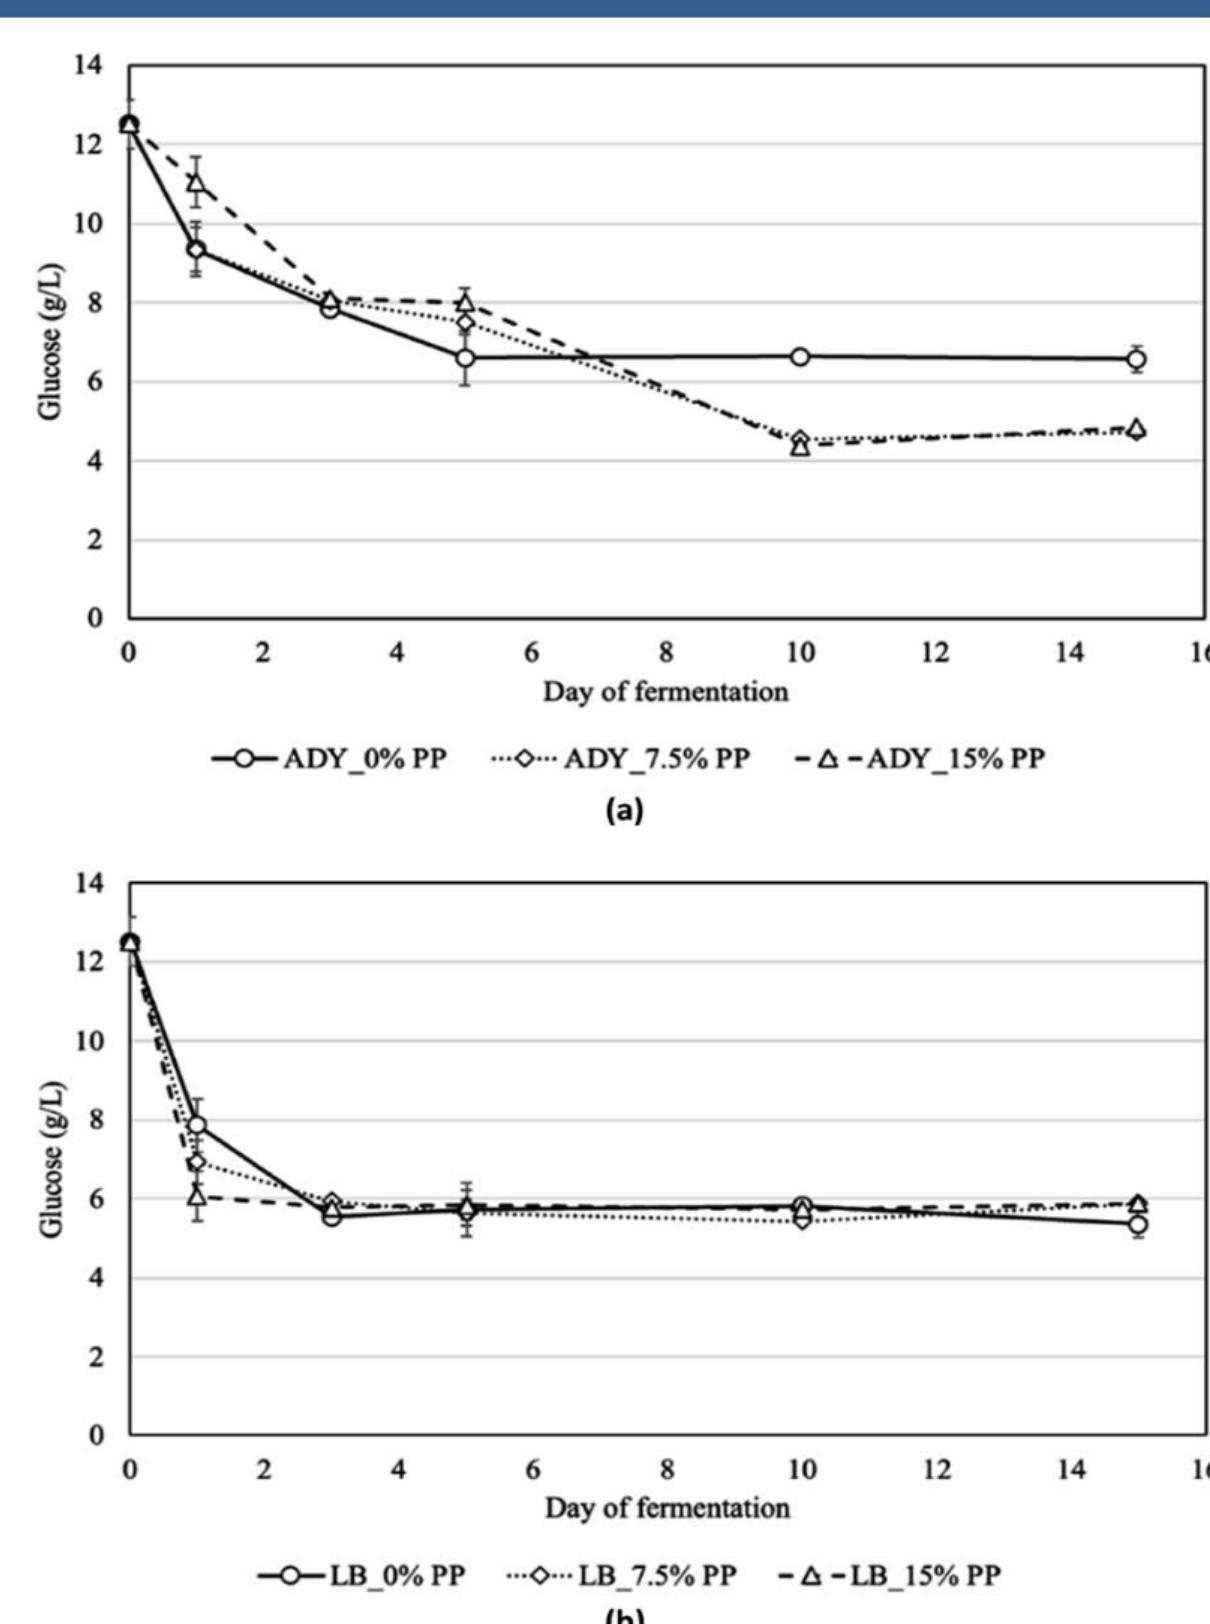 14
12
10
8
6
4
2
0
Glucose (g/L)
0 2 4 6 8 10 12 14 16
Day of fermentation
ADY_0% PP ADY_7.5% PP ADY_15% PP
(a)
14
12
10
8
6
4
2
0
Glucose (g/L)
0 2 4 6 8 10 12 14 16
Day of fermentation
LB_0% PP LB_7.5% PP LB_15% PP
(b)